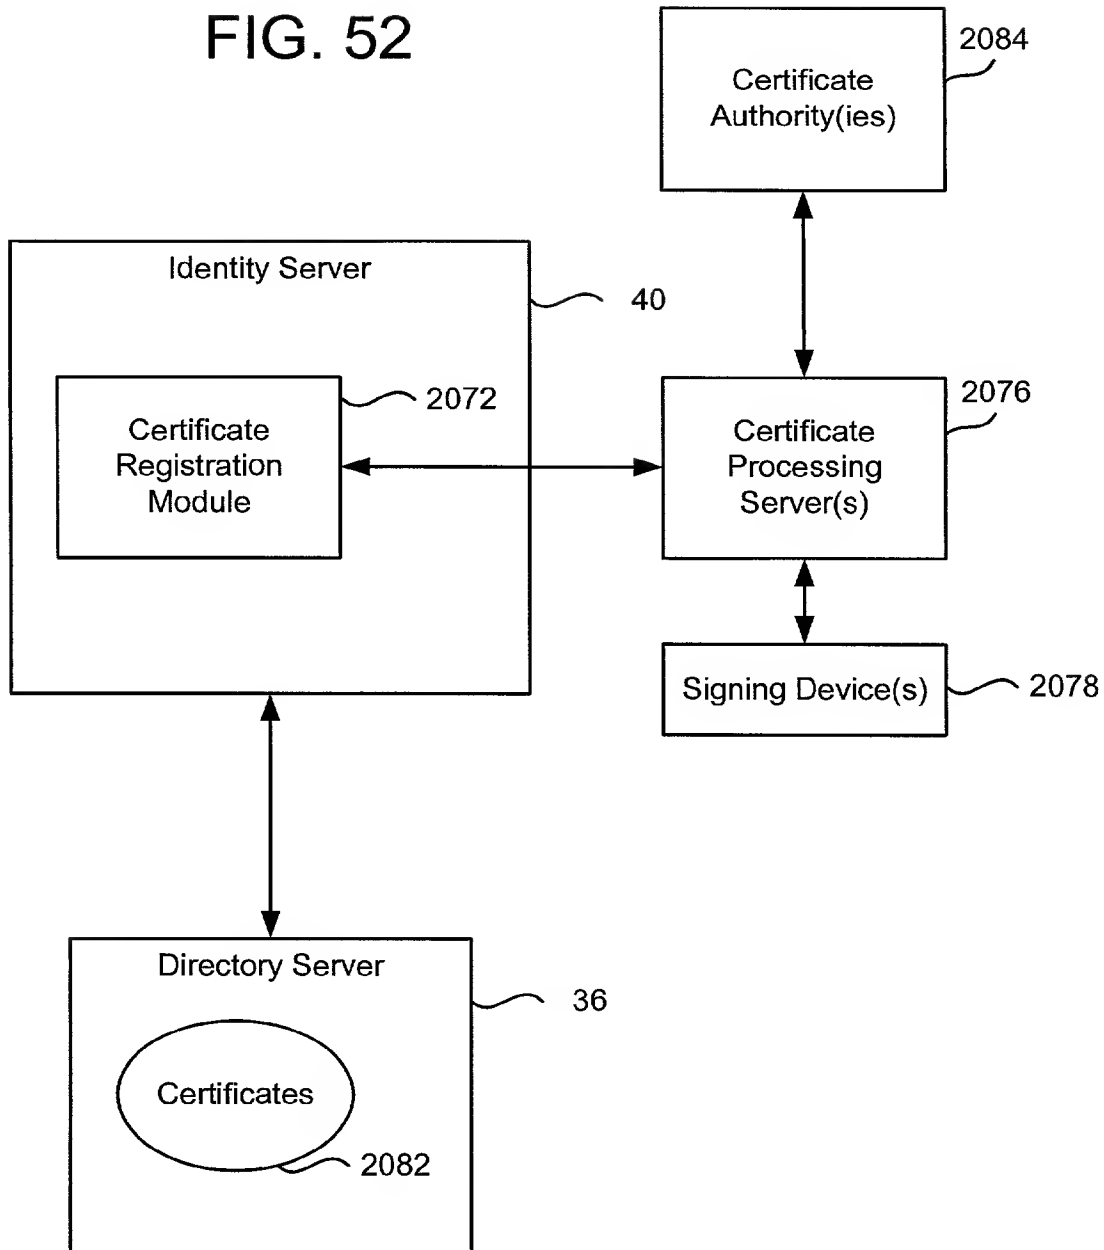 FIG. 52
Certificate
Authority(ies)
2084
Identity Server
40
Certificate
Registration
Module
2072
Certificate
Processing
Server(s)
2076
Signing Device(s)
2078
Directory Server
36
Certificates
2082